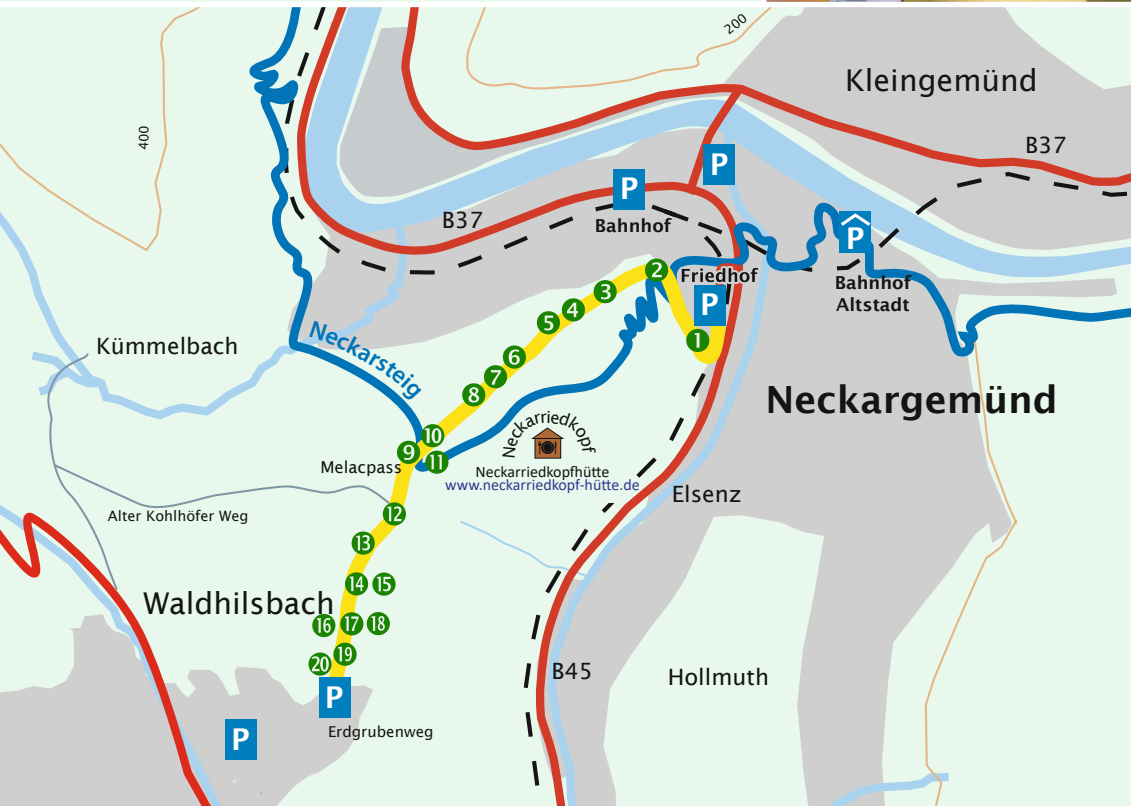 200
Kleingemünd
400
B37
P
P
B37
Bahnhof
P
Bahnhof
Altstadt
2
Friedhof
3
P
4
5
1
Neckarsteig
Kümmelbach
6
7
8
Neckargemünd
10
Neckarriedkopf
9
11
Melacpass
Neckarriedkopfhütte
www.neckarriedkopf-hütte.de
Elsenz
12
Alter Kohlhöfer Weg
13
14
15
Waldhilsbach
16
17
18
19
20
B45
Hollmuth
P
Erdgrubenweg
P